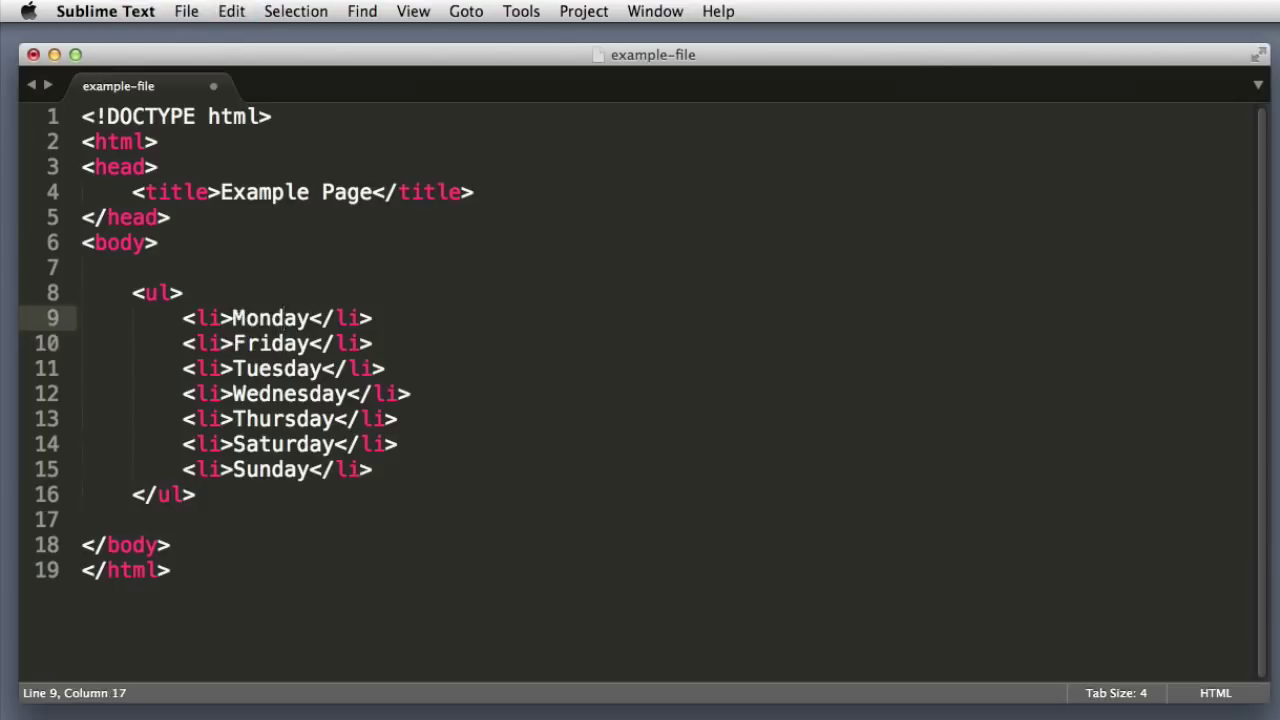 Sublime Text File Edit Selection Find View Goto Tools Project Window Help
example-file
example-file
1 <!DOCTYPE html>
2 <html>
3 <head>
4 <title>Example Page</title>
5 </head>
6 <body>
7
8 <ul>
9 <li>Monday</li>
10 <li>Friday</li>
11 <li>Tuesday</li>
12 <li>Wednesday</li>
13 <li>Thursday</li>
14 <li>Saturday</li>
15 <li>Sunday</li>
16 </ul>
17
18 </body>
19 </html>
Line 9, Column 17 Tab Size: 4 HTML